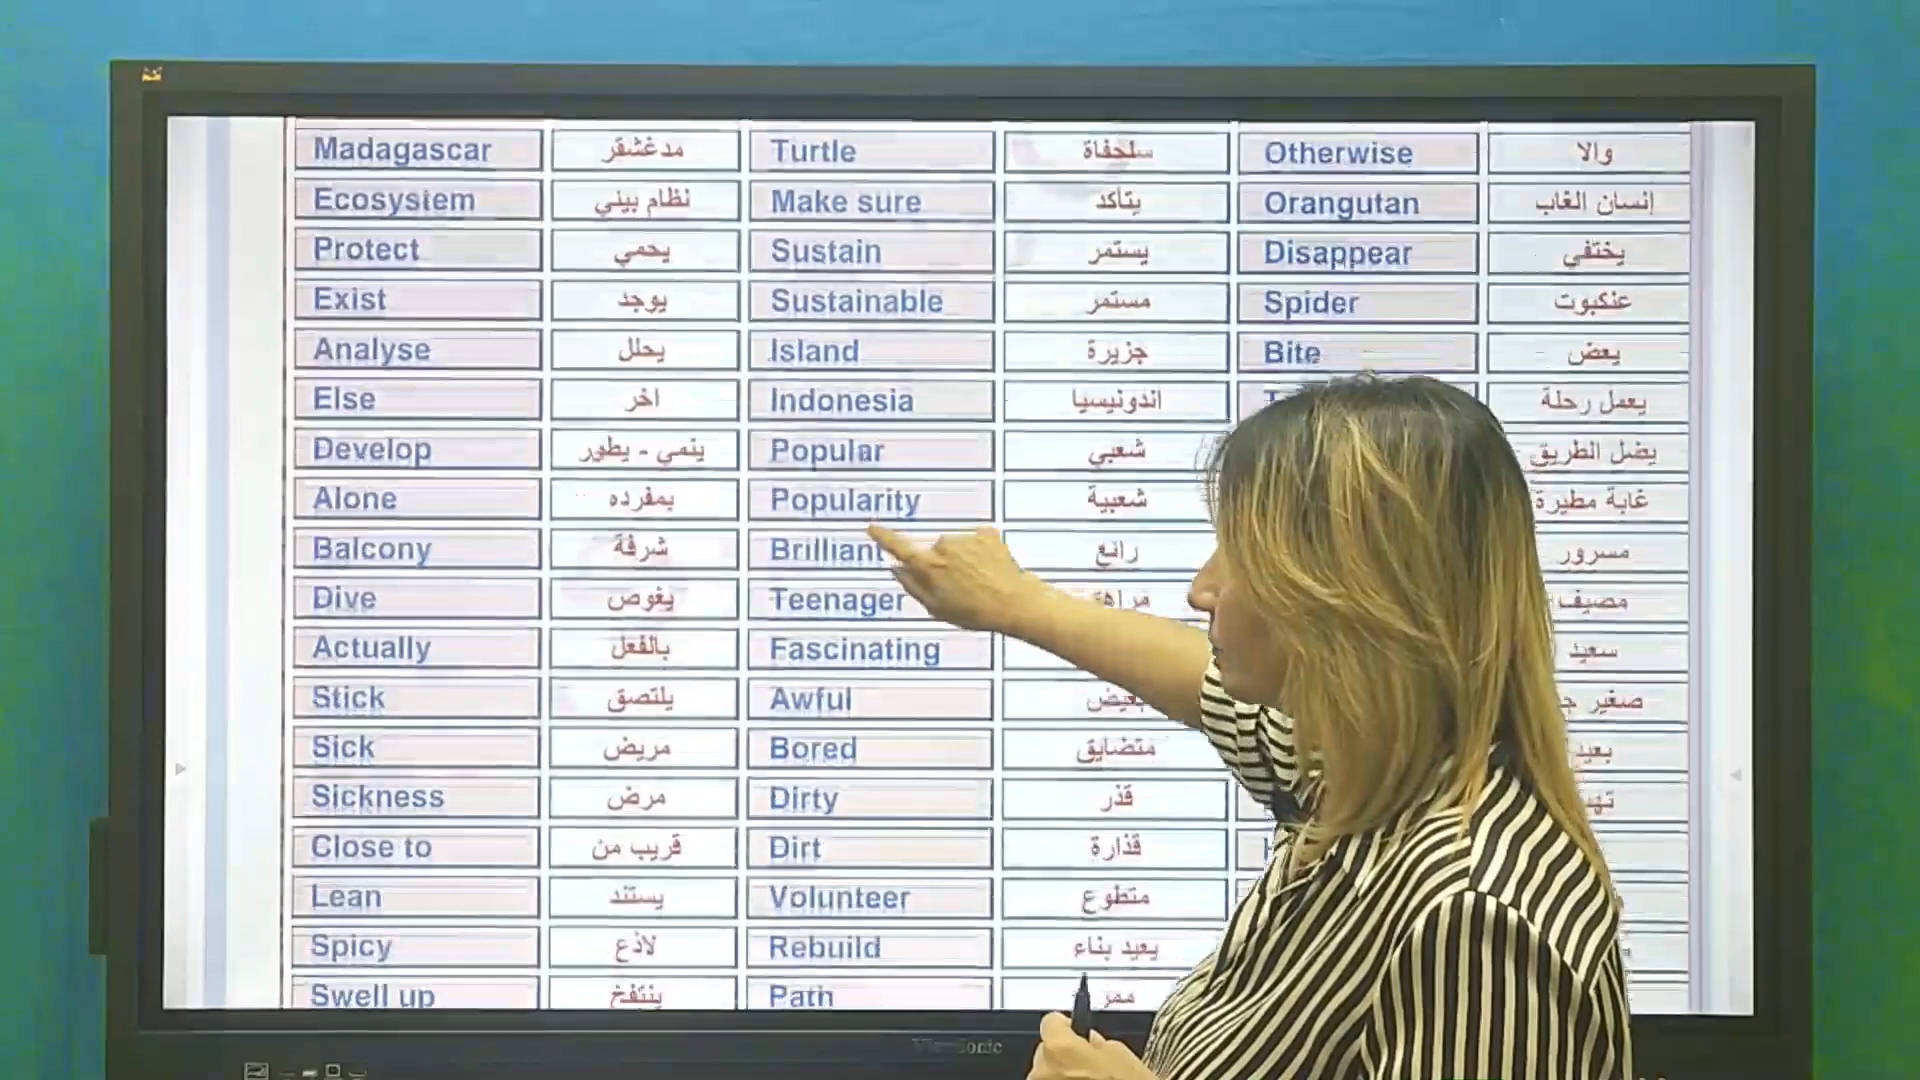 Madagascar مدغشقر Turtle سلحفاة Otherwise والا
Ecosystem نظام بيئي Make sure يتأكد Orangutan إنسان الغاب
Protect يحمي Sustain يستمر Disappear يختفي
Exist يوجد Sustainable مستمر Spider عنكبوت
Analyse يحلل Island جزيرة Bite يعض
Else اخر Indonesia اندونيسيا يعمل رحلة
Develop ينمي - يطور Popular شعبي يضل الطريق
Alone بمفرده Popularity شعبية غابة مطيرة
Balcony شرفة Brilliant رائع مسرور
Dive يغوص Teenager مصيف
Actually بالفعل Fascinating سعيد
Stick يلتصق Awful بغيض صغير
Sick مريض Bored متضايق بعيد
Sickness مرض Dirty قذر
Close to قريب من Dirt قذارة
Lean يستند Volunteer متطوع
Spicy لاذع Rebuild يعيد بناء
Swell up ينتفخ Path ممر
ViewSonic